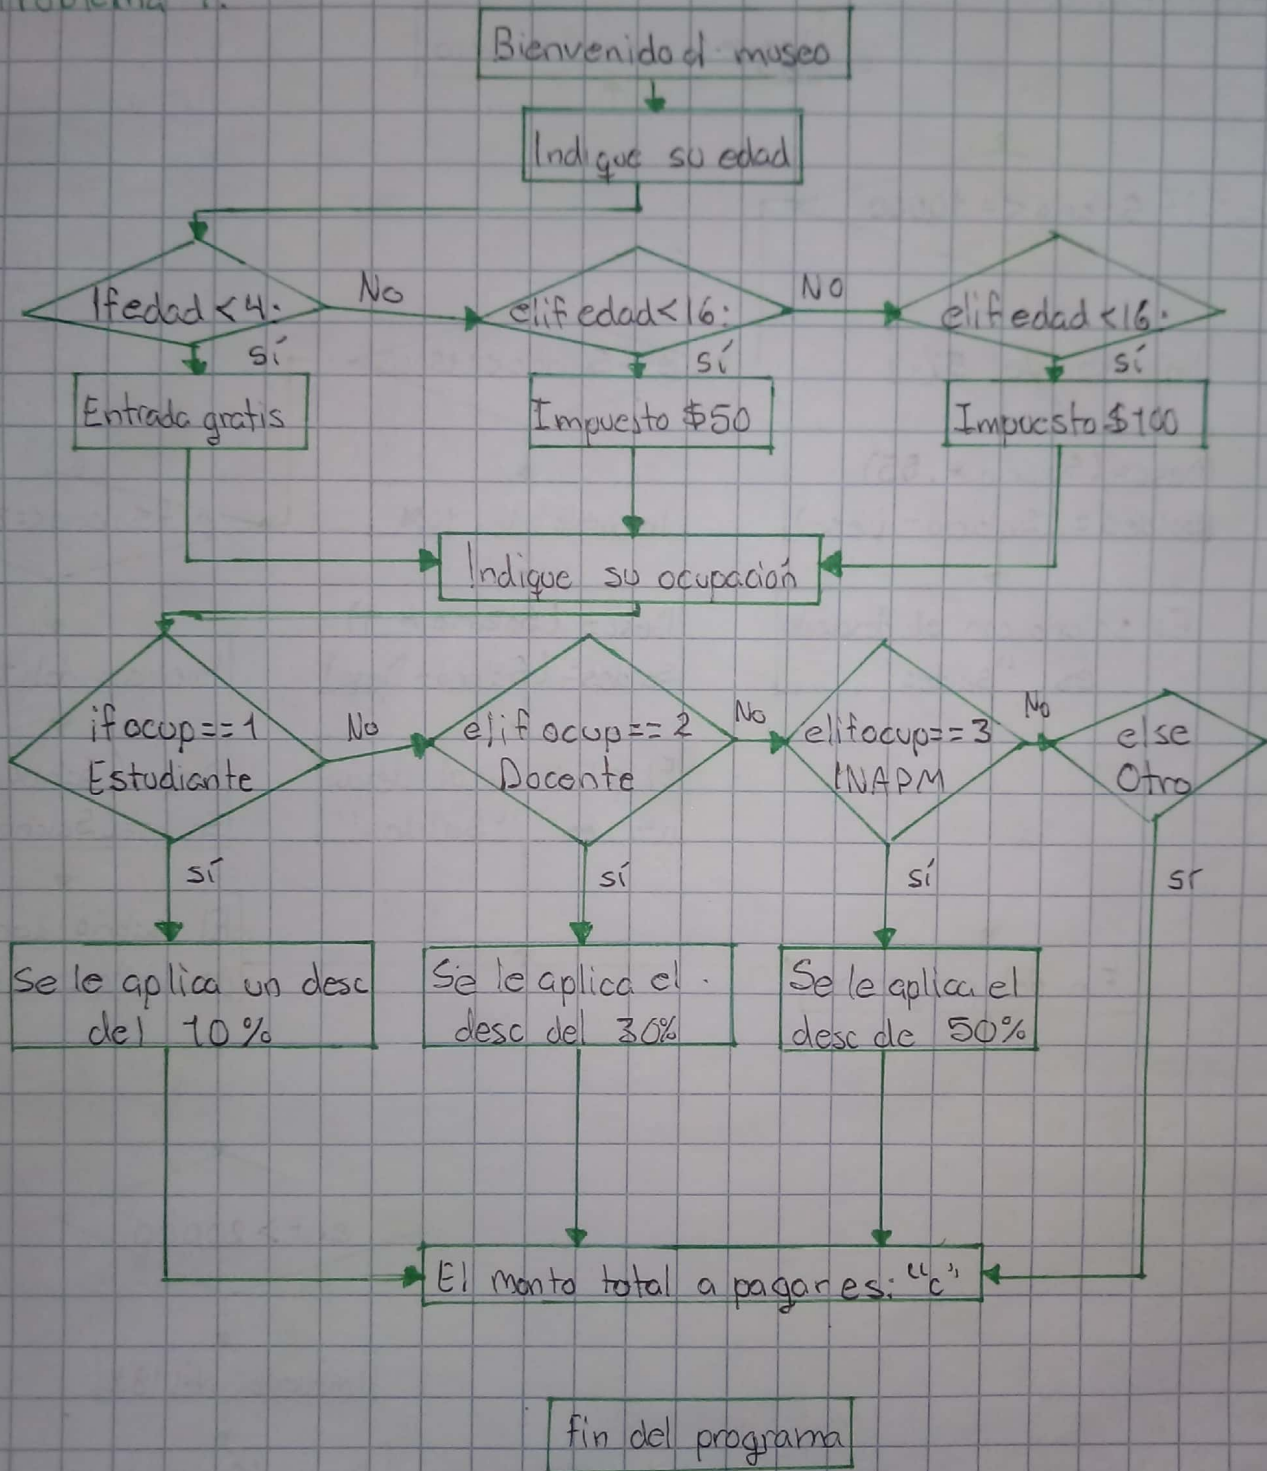 Problema 1.
Bienvenido al museo
Indique su edad
If edad < 4:
No
elif edad < 16:
NO
elif edad < 16:
sí
sí
sí
Entrada gratis
Impuesto $50
Impuesto $100
Indique su ocupación
if ocup == 1
Estudiante
No
elif ocup == 2
Docente
No
elif ocup == 3
INAPM
No
else
Otro
sí
sí
sí
sí
Se le aplica un desc
del 10%
Se le aplica el
desc del 30%
Se le aplica el
desc de 50%
El monto total a pagar es: "c"
fin del programa